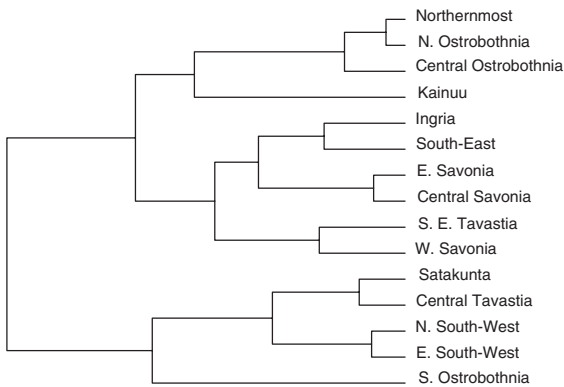 Northernmost
N. Ostrobothnia
Central Ostrobothnia
Kainuu
Ingria
South-East
E. Savonia
Central Savonia
S. E. Tavastia
W. Savonia
Satakunta
Central Tavastia
N. South-West
E. South-West
S. Ostrobothnia